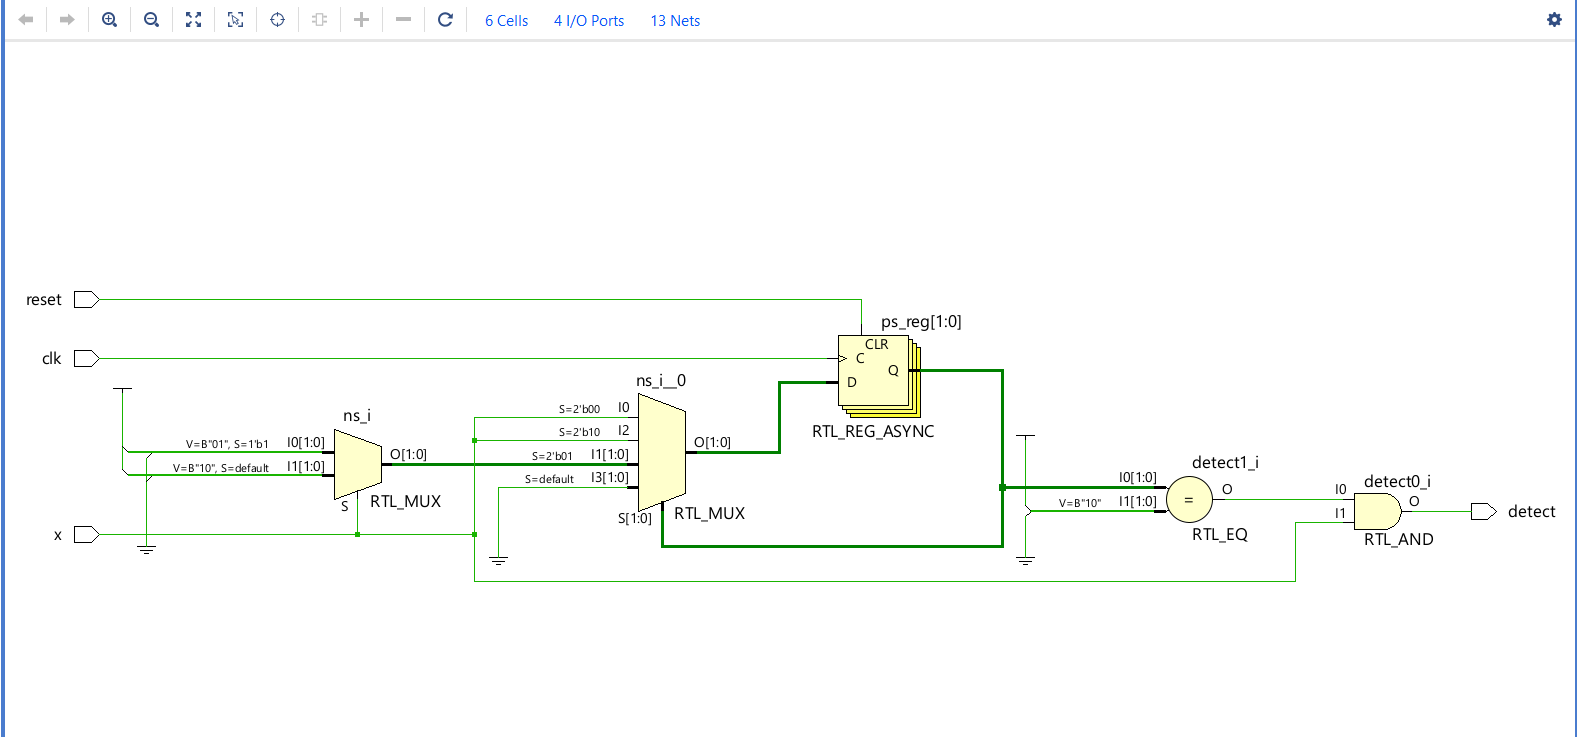 6 Cells 4 I/O Ports 13 Nets
reset
ps_reg[1:0]
CLR
clk
C
Q
D
RTL_REG_ASYNC
ns_i__0
S=2'b00 I0
S=2'b10 I2
S=2'b01 I1[1:0]
S=default I3[1:0]
S[1:0]
O[1:0]
RTL_MUX
ns_i
V=B"01", S=1'b1 I0[1:0]
V=B"10", S=default I1[1:0]
O[1:0]
S
RTL_MUX
x
detect1_i
I0[1:0]
V=B"10" I1[1:0]
=
O
RTL_EQ
detect0_i
I0
I1
O
RTL_AND
detect